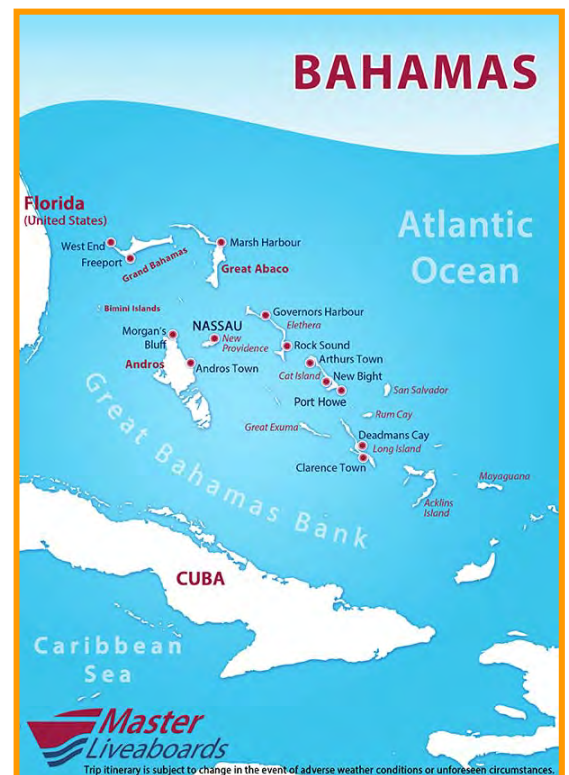 BAHAMAS
Florida
(United States)
Atlantic
Ocean
West End
Freeport
Grand Bahamas
Marsh Harbour
Great Abaco
Bimini Islands
Morgan's
Bluff
NASSAU
New
Providence
Governors Harbour
Elethera
Rock Sound
Andros
Andros Town
Arthurs Town
Cat Island
New Bight
Port Howe
San Salvador
Rum Cay
Great Exuma
Deadmans Cay
Long Island
Clarence Town
Great Bahamas Bank
Mayaguana
Acklins
Island
CUBA
Caribbean
Sea
Master
Liveaboards
Trip itinerary is subject to change in the event of adverse weather conditions or unforeseen circumstances.